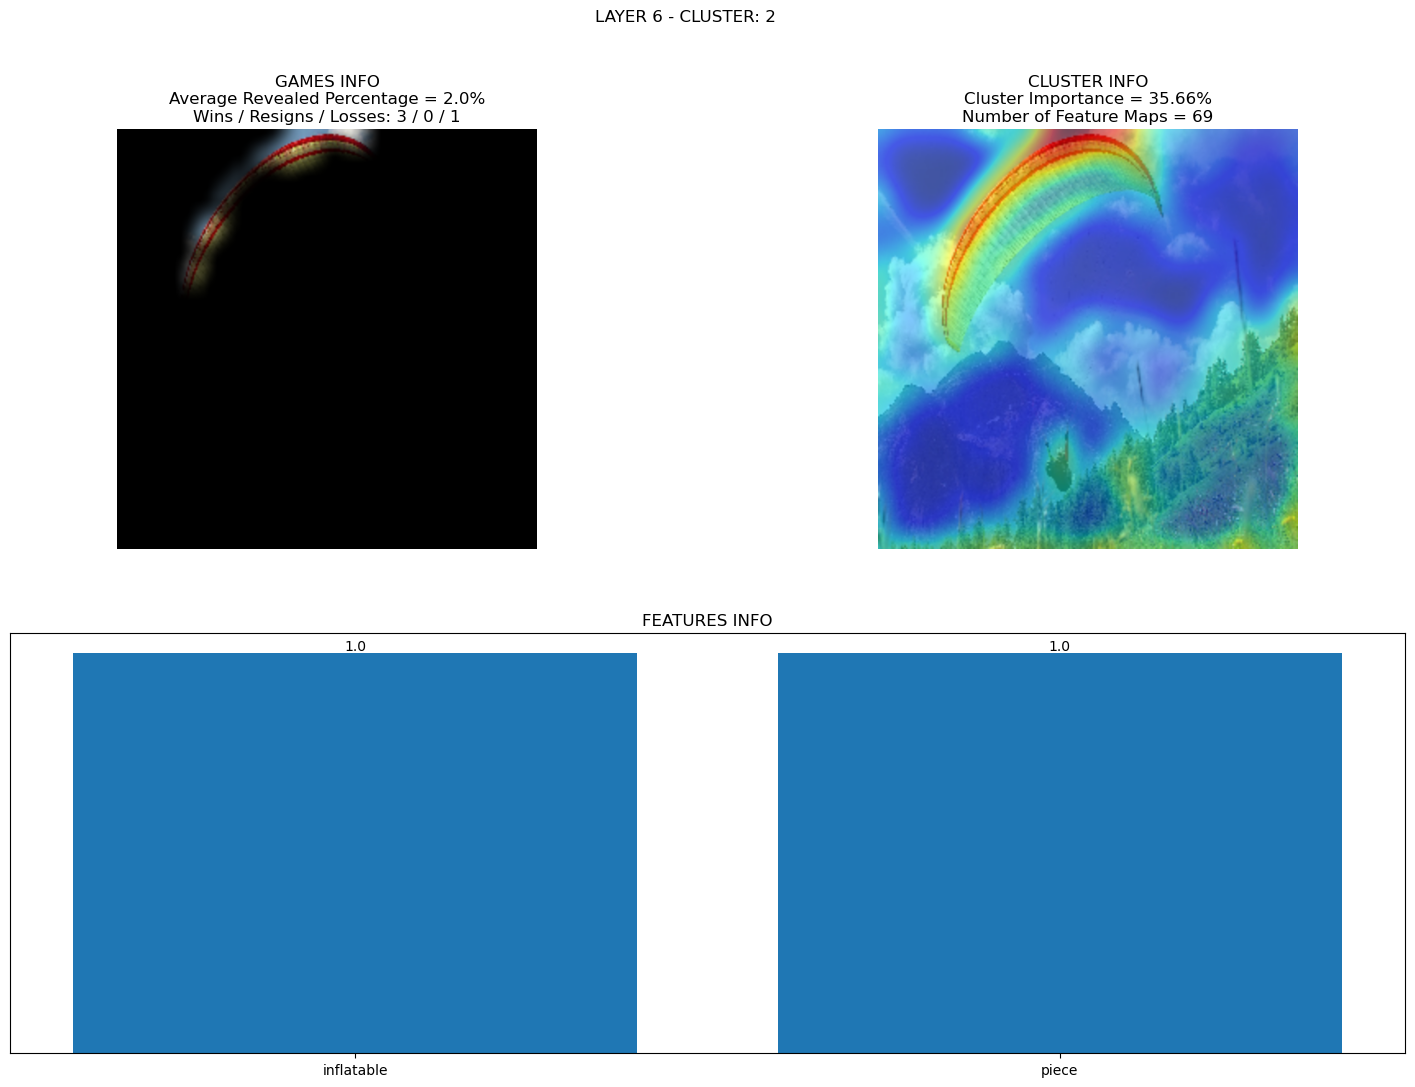 LAYER 6 - CLUSTER: 2
GAMES INFO
Average Revealed Percentage = 2.0%
Wins / Resigns / Losses: 3 / 0 / 1
CLUSTER INFO
Cluster Importance = 35.66%
Number of Feature Maps = 69
FEATURES INFO
1.0
1.0
inflatable
piece